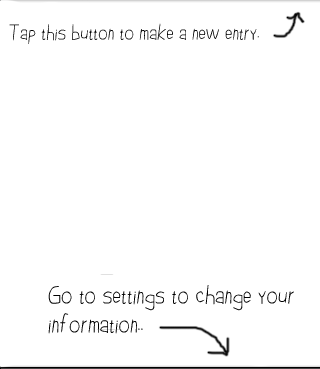 Tap this button to make a new entry.
Go to settings to change your
information..